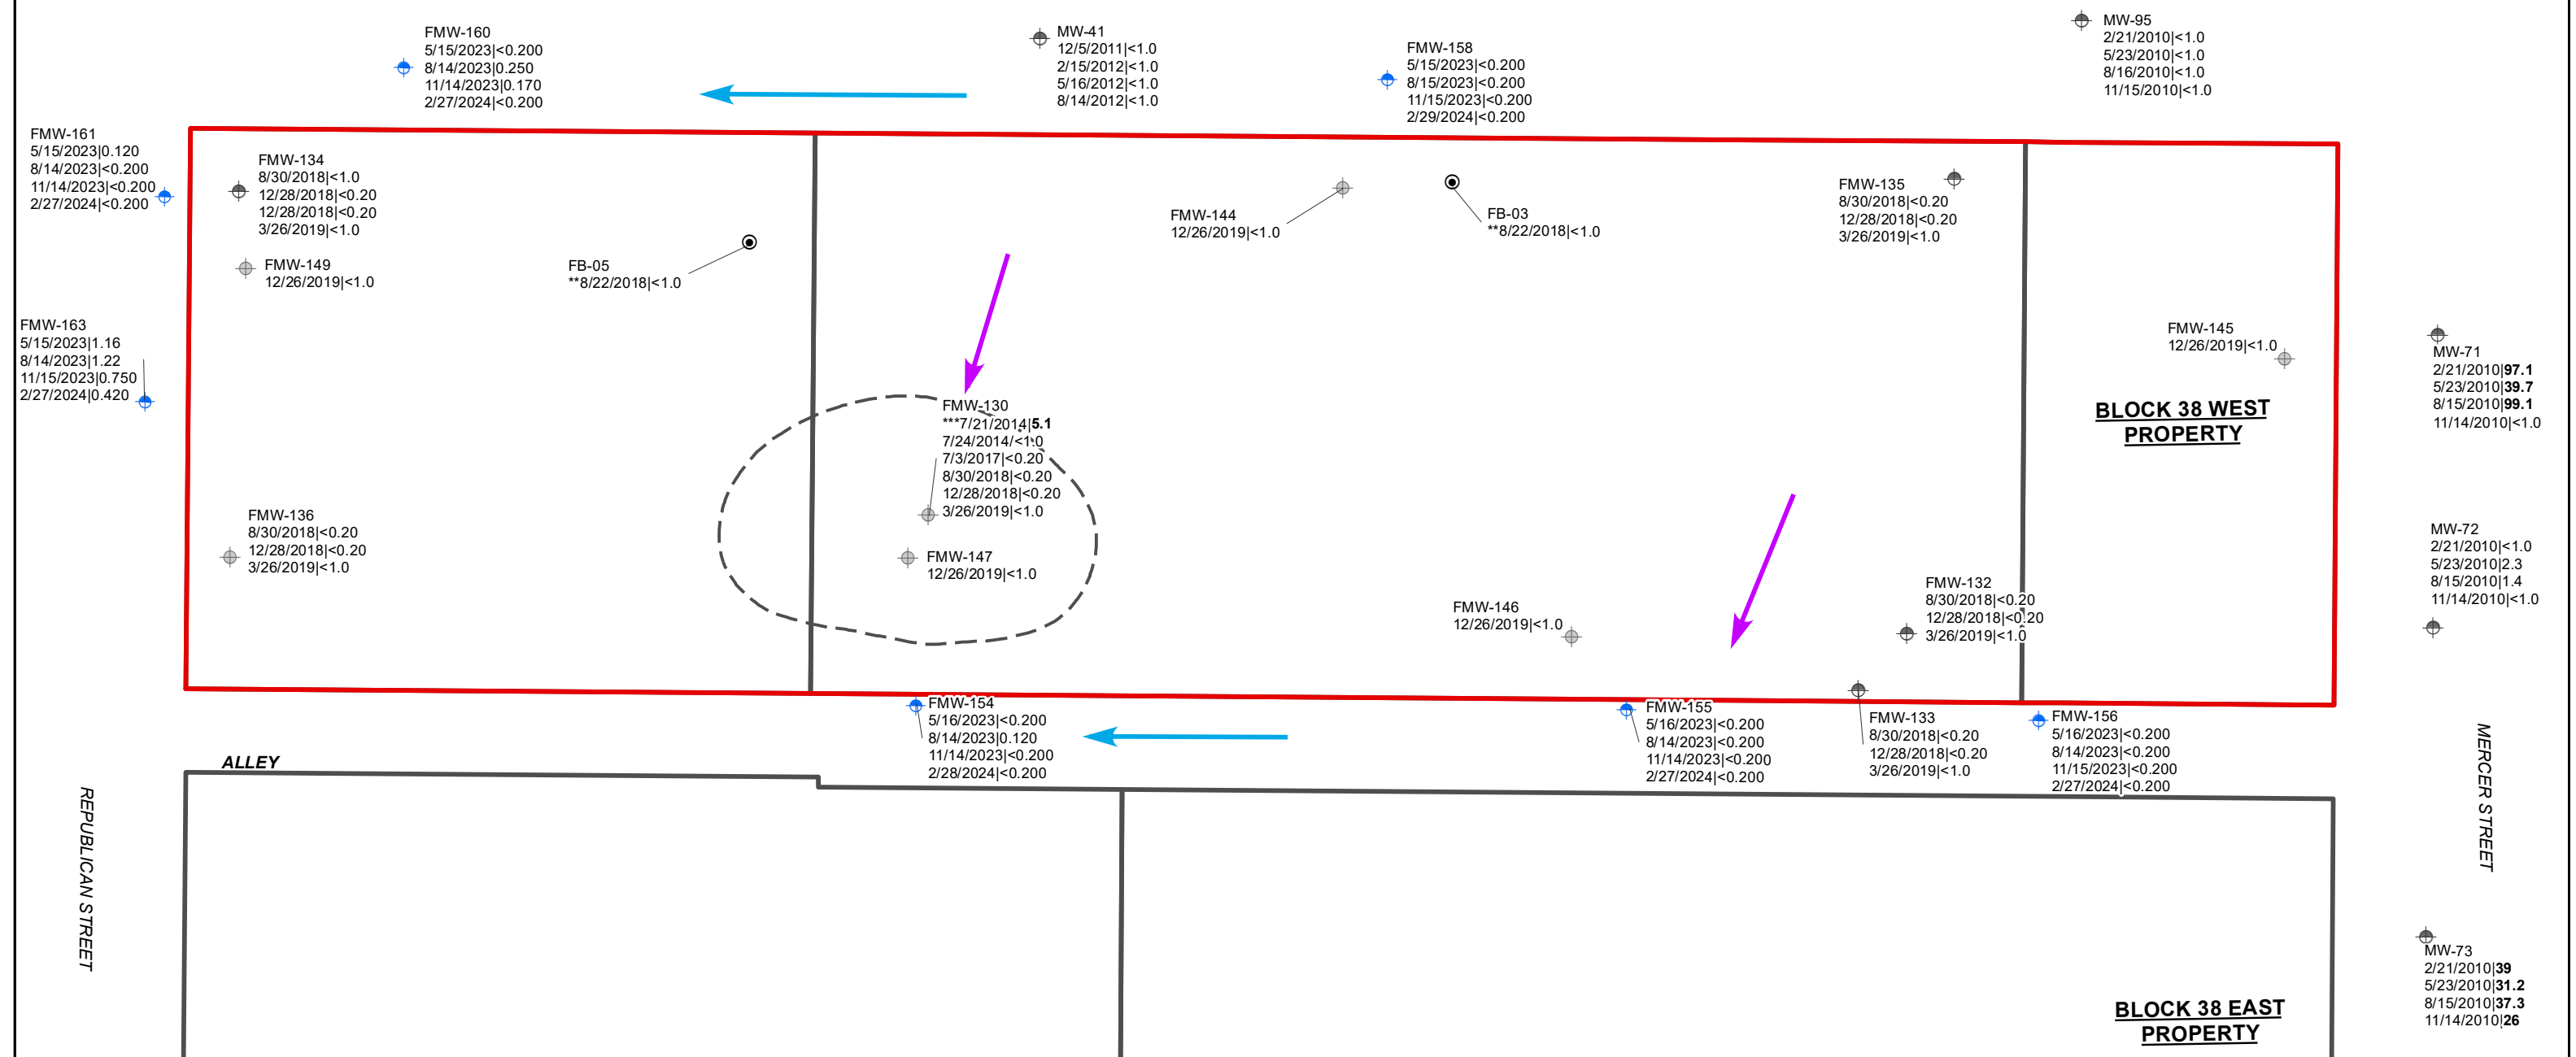 FMW-160
5/15/2023|<0.200
8/14/2023|0.250
11/14/2023|0.170
2/27/2024|<0.200
MW-41
12/5/2011|<1.0
2/15/2012|<1.0
5/16/2012|<1.0
8/14/2012|<1.0
FMW-158
5/15/2023|<0.200
8/15/2023|<0.200
11/15/2023|<0.200
2/29/2024|<0.200
MW-95
2/21/2010|<1.0
5/23/2010|<1.0
8/16/2010|<1.0
11/15/2010|<1.0
FMW-161
5/15/2023|0.120
8/14/2023|<0.200
11/14/2023|<0.200
2/27/2024|<0.200
FMW-134
8/30/2018|<1.0
12/28/2018|<0.20
12/28/2018|<0.20
3/26/2019|<1.0
FMW-149
12/26/2019|<1.0
FB-05
**8/22/2018|<1.0
FMW-144
12/26/2019|<1.0
FB-03
**8/22/2018|<1.0
FMW-135
8/30/2018|<0.20
12/28/2018|<0.20
3/26/2019|<1.0
FMW-163
5/15/2023|1.16
8/14/2023|1.22
11/15/2023|0.750
2/27/2024|0.420
FMW-145
12/26/2019|<1.0
MW-71
2/21/2010|97.1
5/23/2010|39.7
8/15/2010|99.1
11/14/2010|<1.0
BLOCK 38 WEST
PROPERTY
FMW-130
***7/21/2014|5.1
7/24/2014/<1.0
7/3/2017|<0.20
8/30/2018|<0.20
12/28/2018|<0.20
3/26/2019|<1.0
FMW-136
8/30/2018|<0.20
12/28/2018|<0.20
3/26/2019|<1.0
FMW-147
12/26/2019|<1.0
FMW-146
12/26/2019|<1.0
FMW-132
8/30/2018|<0.20
12/28/2018|<0.20
3/26/2019|<1.0
MW-72
2/21/2010|<1.0
5/23/2010|2.3
8/15/2010|1.4
11/14/2010|<1.0
FMW-154
5/16/2023|<0.200
8/14/2023|0.120
11/14/2023|<0.200
2/28/2024|<0.200
FMW-155
5/16/2023|<0.200
8/14/2023|<0.200
11/14/2023|<0.200
2/27/2024|<0.200
FMW-133
8/30/2018|<0.20
12/28/2018|<0.20
3/26/2019|<1.0
FMW-156
5/16/2023|<0.200
8/14/2023|<0.200
11/15/2023|<0.200
2/27/2024|<0.200
ALLEY
REPUBLICAN STREET
MERCER STREET
MW-73
2/21/2010|39
5/23/2010|31.2
8/15/2010|37.3
11/14/2010|26
BLOCK 38 EAST
PROPERTY